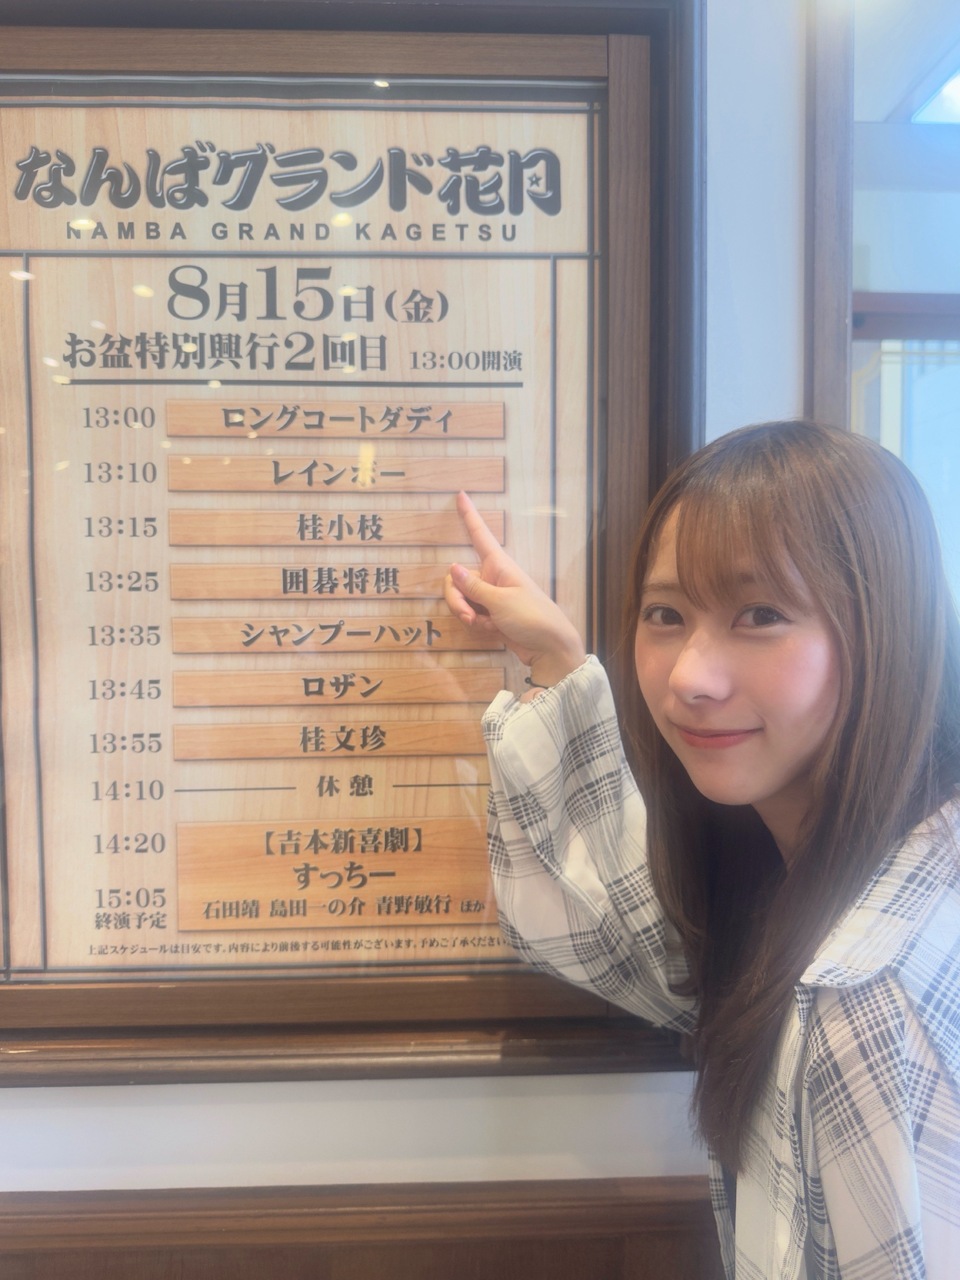 なんばグランド花月
NAMBA GRAND KAGETSU
8月15日(金)
お盆特別興行2回目 13:00開演
13:00 ロングコートダディ
13:10 レインボー
13:15 桂小枝
13:25 囲碁将棋
13:35 シャンプーハット
13:45 ロザン
13:55 桂文珍
14:10 休憩
14:20 【吉本新喜劇】
すっちー
石田靖 島田一の介 青野敏行 ほか
15:05
終演予定
上記スケジュールは目安です。内容により前後する可能性がございます。予めご了承ください。